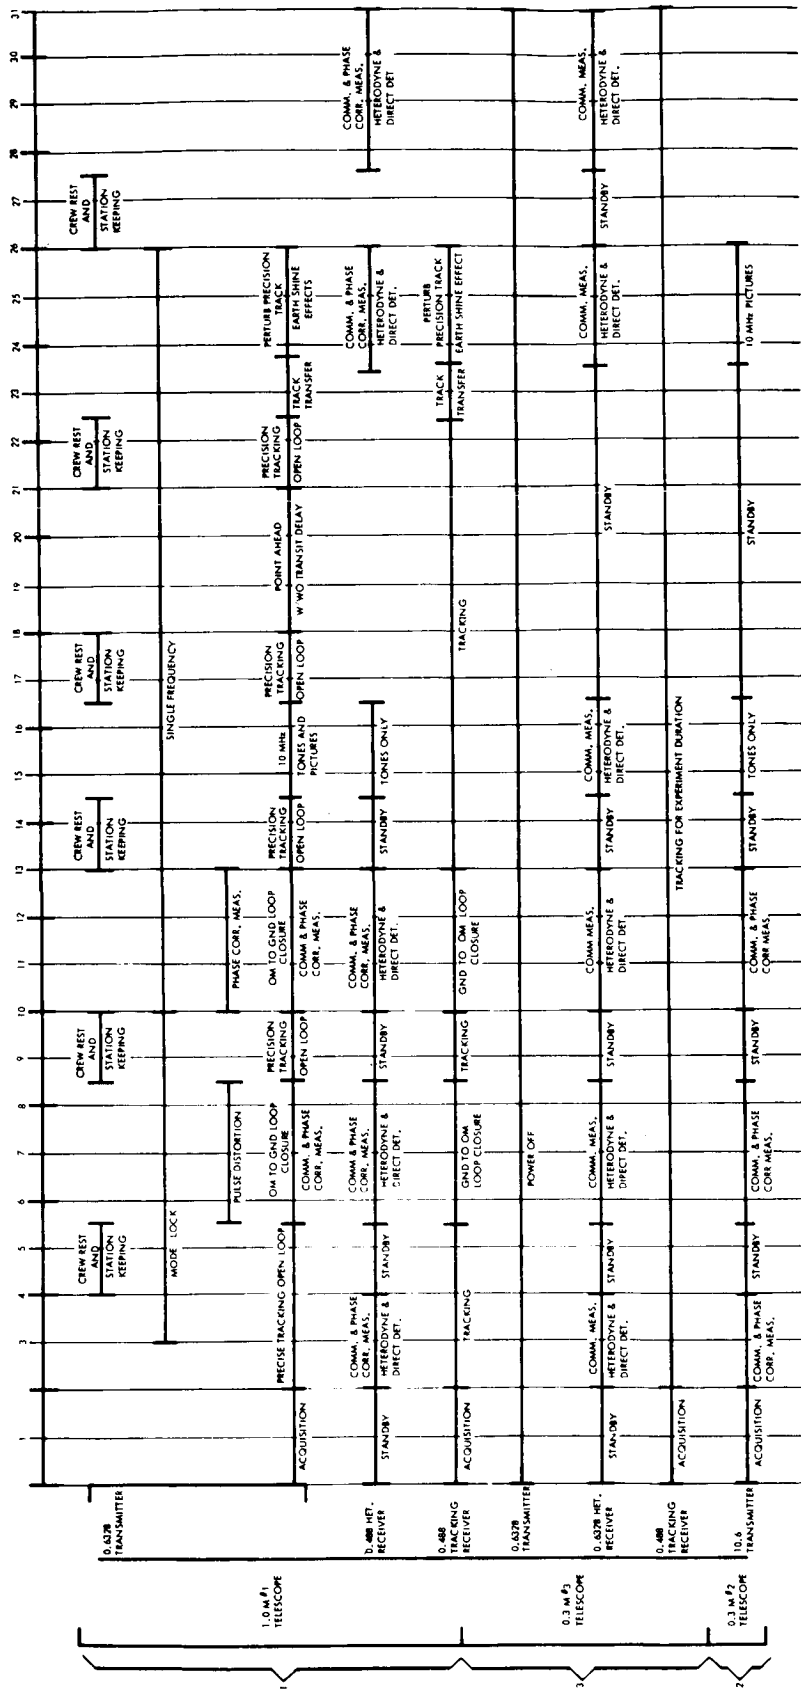 1
2
3
4
5
6
7
8
9
10
11
12
13
14
15
16
17
18
19
20
21
22
23
24
25
26
27
28
29
30
31
CREW REST
AND
STATION
KEEPING
CREW REST
AND
STATION
KEEPING
CREW REST
AND
STATION
KEEPING
CREW REST
AND
STATION
KEEPING
CREW REST
AND
STATION
KEEPING
CREW REST
AND
STATION
KEEPING
1
1.0 M #1
TELESCOPE
0.6328
TRANSMITTER
MODE LOCK
SINGLE FREQUENCY
PULSE DISTORTION
PHASE CORR. MEAS.
ACQUISITION
PRECISE TRACKING OPEN LOOP
OM TO GND LOOP
CLOSURE
COMM. & PHASE
CORR. MEAS.
PRECISION
TRACKING
OPEN LOOP
OM TO GND LOOP
CLOSURE
COMM & PHASE
CORR. MEAS.
PRECISION
TRACKING
OPEN LOOP
10 MHz
TONES AND
PICTURES
PRECISION
TRACKING
OPEN LOOP
POINT AHEAD
W/WO TRANSIT DELAY
PRECISION
TRACKING
OPEN LOOP
TRACK
TRANSFER
PERTURB PRECISION
TRACK
EARTH SHINE
EFFECTS
0.488 HET.
RECEIVER
STANDBY
COMM. & PHASE
CORR. MEAS.
HETERODYNE &
DIRECT DET.
STANDBY
COMM & PHASE
CORR. MEAS.
HETERODYNE &
DIRECT DET.
STANDBY
COMM. & PHASE
CORR. MEAS.
HETERODYNE &
DIRECT DET.
STANDBY
TONES ONLY
COMM. & PHASE
CORR. MEAS.
HETERODYNE &
DIRECT DET.
COMM. & PHASE
CORR. MEAS.
HETERODYNE &
DIRECT DET
0.488
TRACKING
RECEIVER
ACQUISITION
TRACKING
GND TO OM
LOOP CLOSURE
TRACKING
GND TO OM LOOP
CLOSURE
TRACKING
TRACK
TRANSFER
PERTURB
PRECISION TRACK
EARTH SHINE EFFECT
3
0.3 M #3
TELESCOPE
0.6328
TRANSMITTER
POWER OFF
0.6328 HET.
RECEIVER
STANDBY
COMM. MEAS.
HETERODYNE &
DIRECT DET.
STANDBY
COMM. MEAS.
HETERODYNE &
DIRECT DET.
STANDBY
COMM MEAS.
HETERODYNE &
DIRECT DET.
STANDBY
COMM. MEAS.
HETERODYNE &
DIRECT DET.
STANDBY
COMM. MEAS.
HETERODYNE &
DIRECT DET.
STANDBY
COMM. MEAS.
HETERODYNE &
DIRECT DET.
0.488
TRACKING
RECEIVER
ACQUISITION
TRACKING FOR EXPERIMENT DURATION
2
0.3 M #2
TELESCOPE
10.6
TRANSMITTER
ACQUISITION
COMM. & PHASE
CORR. MEAS.
STANDBY
COMM. & PHASE
CORR MEAS.
STANDBY
COMM. & PHASE
CORR MEAS.
STANDBY
TONES ONLY
STANDBY
10 MHz PICTURES